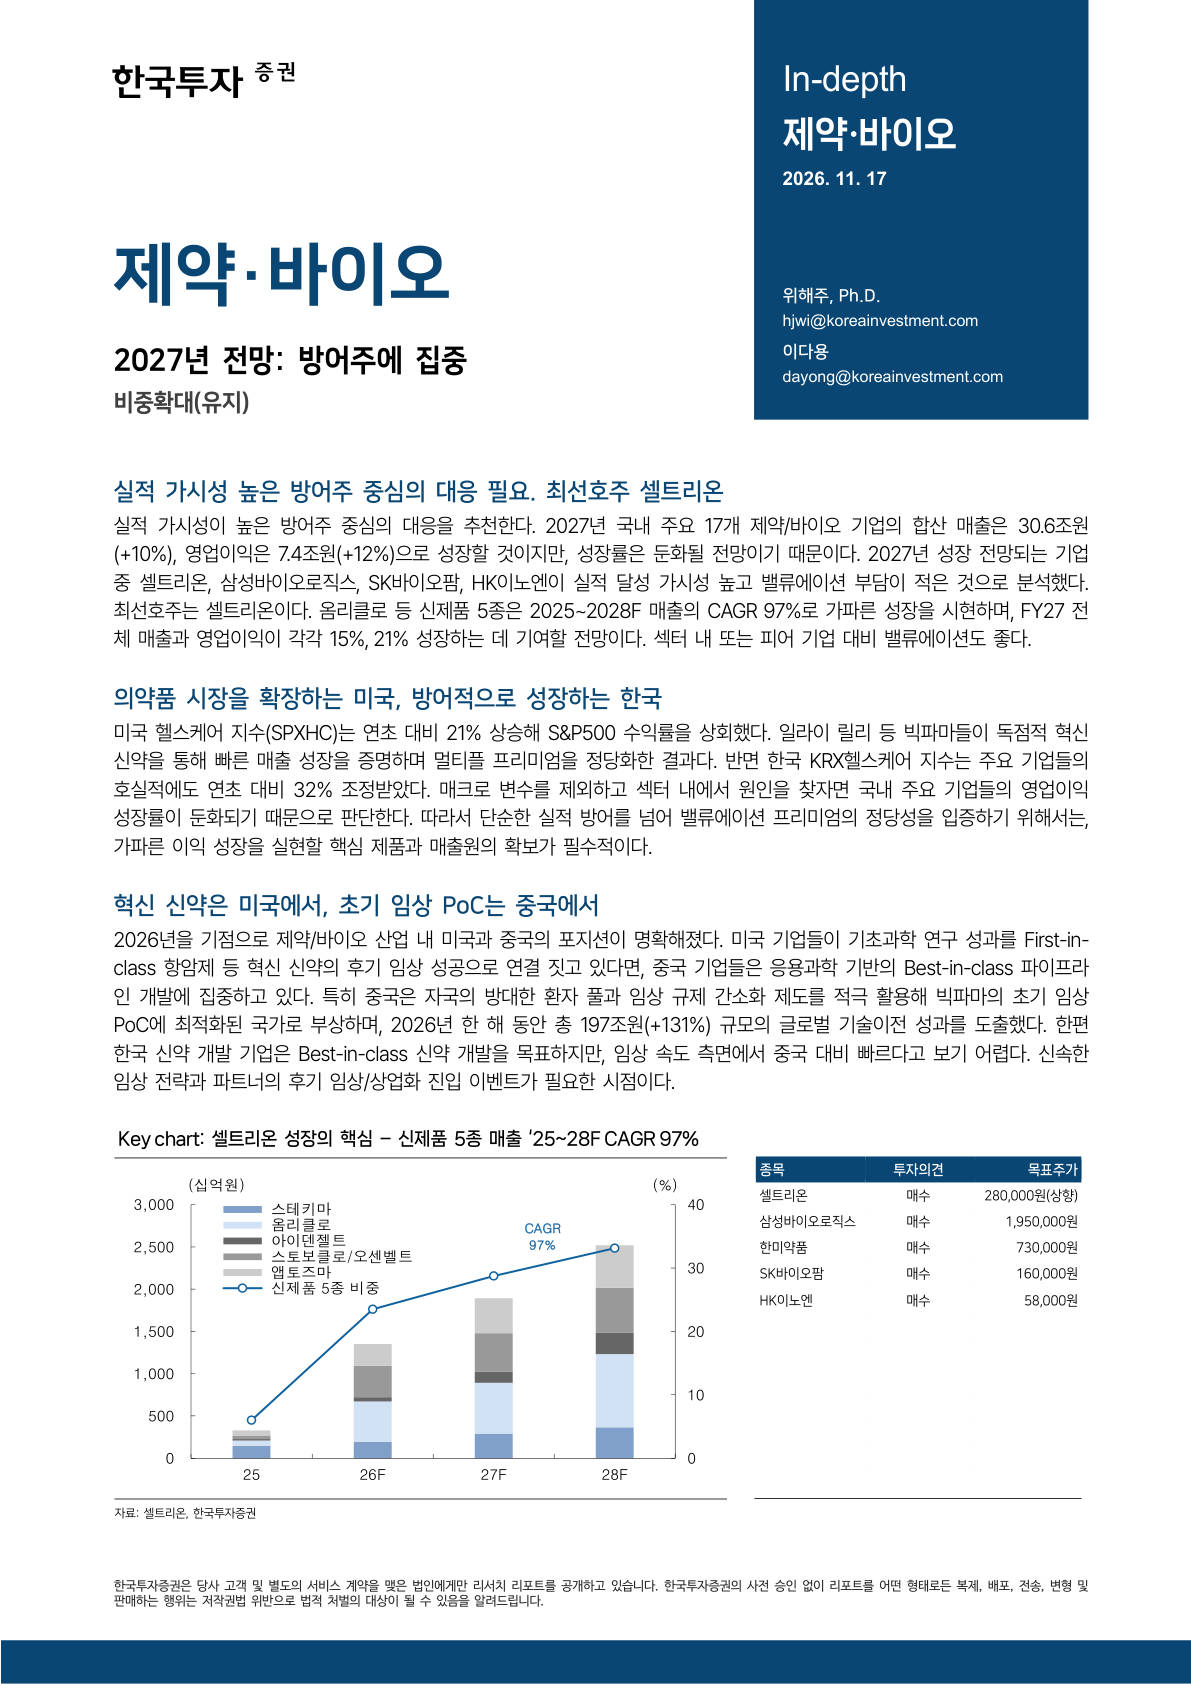 한국투자 증권
In-depth
제약·바이오
2026. 11. 17
위해주, Ph.D.
hjwi@koreainvestment.com
이다용
dayong@koreainvestment.com
제약·바이오
2027년 전망: 방어주에 집중
비중확대(유지)
실적 가시성 높은 방어주 중심의 대응 필요. 최선호주 셀트리온
실적 가시성이 높은 방어주 중심의 대응을 추천한다. 2027년 국내 주요 17개 제약/바이오 기업의 합산 매출은 30.6조원
(+10%), 영업이익은 7.4조원(+12%)으로 성장할 것이지만, 성장률은 둔화될 전망이기 때문이다. 2027년 성장 전망되는 기업
중 셀트리온, 삼성바이오로직스, SK바이오팜, HK이노엔이 실적 달성 가시성 높고 밸류에이션 부담이 적은 것으로 분석했다.
최선호주는 셀트리온이다. 옴리클로 등 신제품 5종은 2025~2028F 매출의 CAGR 97%로 가파른 성장을 시현하며, FY27 전
체 매출과 영업이익이 각각 15%, 21% 성장하는 데 기여할 전망이다. 섹터 내 또는 피어 기업 대비 밸류에이션도 좋다.
의약품 시장을 확장하는 미국, 방어적으로 성장하는 한국
미국 헬스케어 지수(SPXHC)는 연초 대비 21% 상승해 S&P500 수익률을 상회했다. 일라이 릴리 등 빅파마들이 독점적 혁신
신약을 통해 빠른 매출 성장을 증명하며 멀티플 프리미엄을 정당화한 결과다. 반면 한국 KRX헬스케어 지수는 주요 기업들의
호실적에도 연초 대비 32% 조정받았다. 매크로 변수를 제외하고 섹터 내에서 원인을 찾자면 국내 주요 기업들의 영업이익
성장률이 둔화되기 때문으로 판단한다. 따라서 단순한 실적 방어를 넘어 밸류에이션 프리미엄의 정당성을 입증하기 위해서는,
가파른 이익 성장을 실현할 핵심 제품과 매출원의 확보가 필수적이다.
혁신 신약은 미국에서, 초기 임상 PoC는 중국에서
2026년을 기점으로 제약/바이오 산업 내 미국과 중국의 포지션이 명확해졌다. 미국 기업들이 기초과학 연구 성과를 First-in-
class 항암제 등 혁신 신약의 후기 임상 성공으로 연결 짓고 있다면, 중국 기업들은 응용과학 기반의 Best-in-class 파이프라
인 개발에 집중하고 있다. 특히 중국은 자국의 방대한 환자 풀과 임상 규제 간소화 제도를 적극 활용해 빅파마의 초기 임상
PoC에 최적화된 국가로 부상하며, 2026년 한 해 동안 총 197조원(+131%) 규모의 글로벌 기술이전 성과를 도출했다. 한편
한국 신약 개발 기업은 Best-in-class 신약 개발을 목표하지만, 임상 속도 측면에서 중국 대비 빠르다고 보기 어렵다. 신속한
임상 전략과 파트너의 후기 임상/상업화 진입 이벤트가 필요한 시점이다.
Key chart: 셀트리온 성장의 핵심 – 신제품 5종 매출 ‘25~28F CAGR 97%
(십억원) (%)
3,000 40
2,500 30
2,000 20
1,500 10
1,000 0
500
0
스테키마
옴리클로
아이덴젤트
스토보클로/오센벨트
앱토즈마
신제품 5종 비중
CAGR
97%
25 26F 27F 28F
자료: 셀트리온, 한국투자증권
종목 투자의견 목표주가
셀트리온 매수 280,000원(상향)
삼성바이오로직스 매수 1,950,000원
한미약품 매수 730,000원
SK바이오팜 매수 160,000원
HK이노엔 매수 58,000원
한국투자증권은 당사 고객 및 별도의 서비스 계약을 맺은 법인에게만 리서치 리포트를 공개하고 있습니다. 한국투자증권의 사전 승인 없이 리포트를 어떤 형태로든 복제, 배포, 전송, 변형 및
판매하는 행위는 저작권법 위반으로 법적 처벌의 대상이 될 수 있음을 알려드립니다.